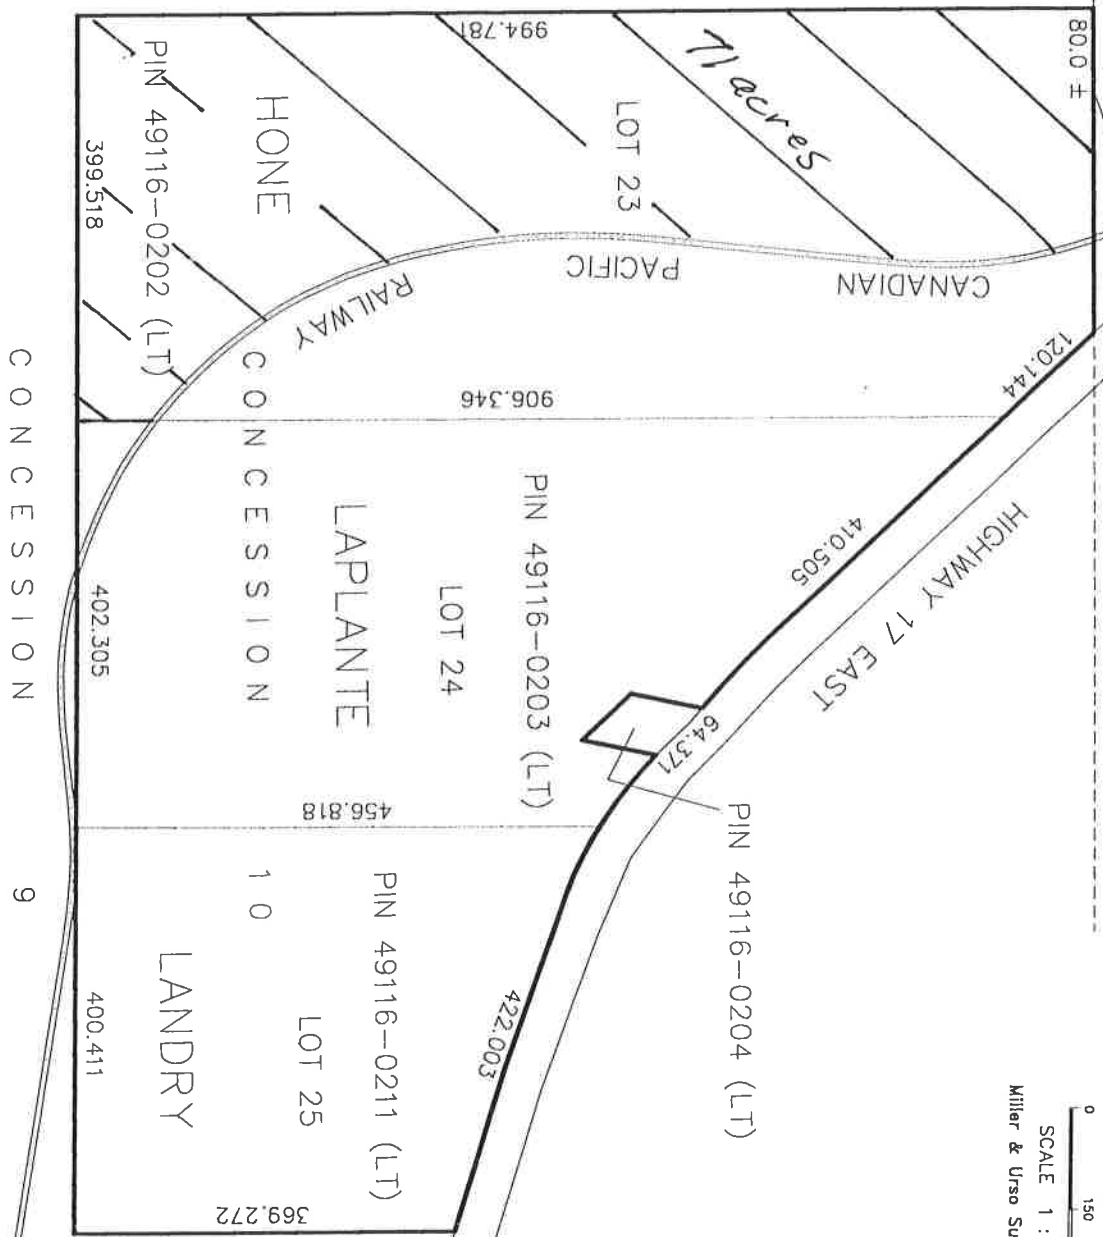 80.0 ±
994.781
71 acres
LOT 23
HONE
PIN 49116-0202 (LT)
399.518
CANADIAN
PACIFIC
RAILWAY
120.144
906.346
410.505
HIGHWAY 17 EAST
PIN 49116-0203 (LT)
LOT 24
LAPLANTE
CONCESSION
402.305
64.371
PIN 49116-0204 (LT)
456.818
10
PIN 49116-0211 (LT)
LOT 25
LANDRY
400.411
422.003
369.272
CONCESSION 9
0
150
SCALE 1 :
Miller & Urso Su